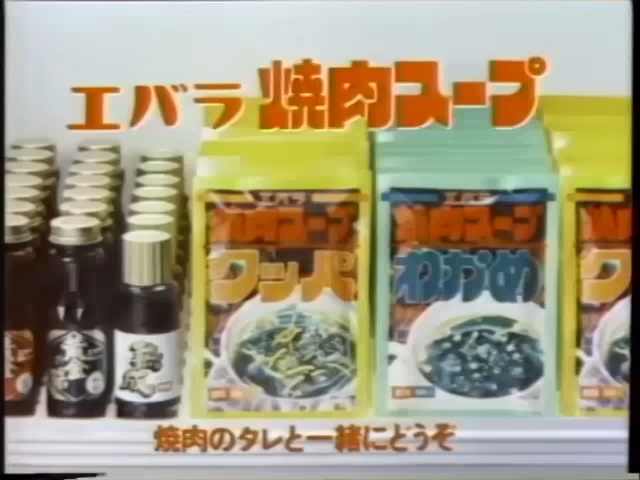 エバラ 焼肉スープ
エバラ
焼肉スープ
クッパ
エバラ
焼肉スープ
わかめ
黄金
焼肉のタレと一緒にどうぞ